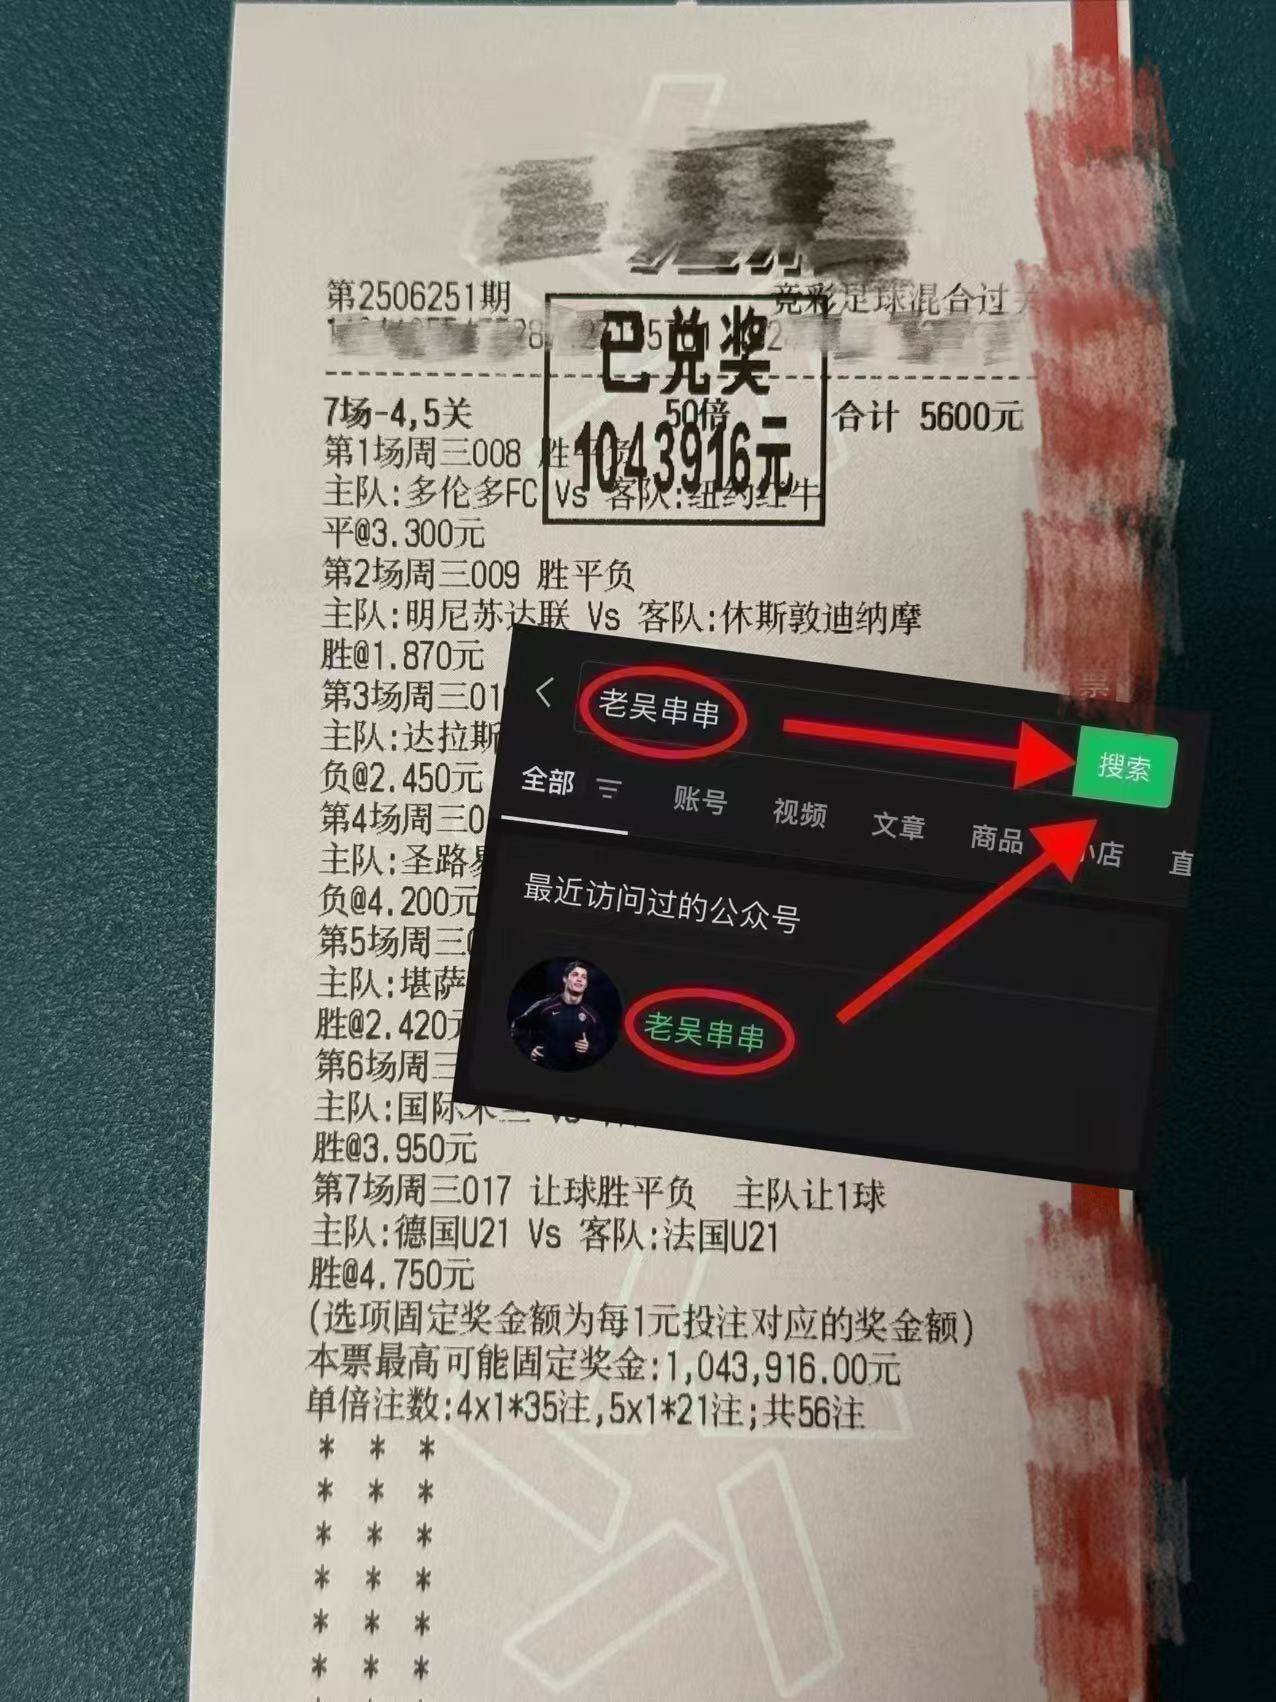 第2506251期
竞彩足球混合过关
已兑奖
1043916元
7场-4,5关 50倍 合计 5600元
第1场周三008 胜平负
主队:多伦多FC Vs 客队:纽约红牛
平@3.300元
第2场周三009 胜平负
主队:明尼苏达联 Vs 客队:休斯敦迪纳摩
胜@1.870元
第3场周三01
主队:达拉斯
负@2.450元
第4场周三0
主队:圣路易
负@4.200元
第5场周三
主队:堪萨
胜@2.420元
第6场周三
主队:国际米兰 Vs
胜@3.950元
第7场周三017 让球胜平负 主队让1球
主队:德国U21 Vs 客队:法国U21
胜@4.750元
(选项固定奖金额为每1元投注对应的奖金额)
本票最高可能固定奖金:1,043,916.00元
单倍注数:4x1*35注,5x1*21注;共56注
* * *
* * *
* * *
* * *
* * *
* * *
票
老吴串串
搜索
全部 账号 视频 文章 商品 小店 直
最近访问过的公众号
老吴串串